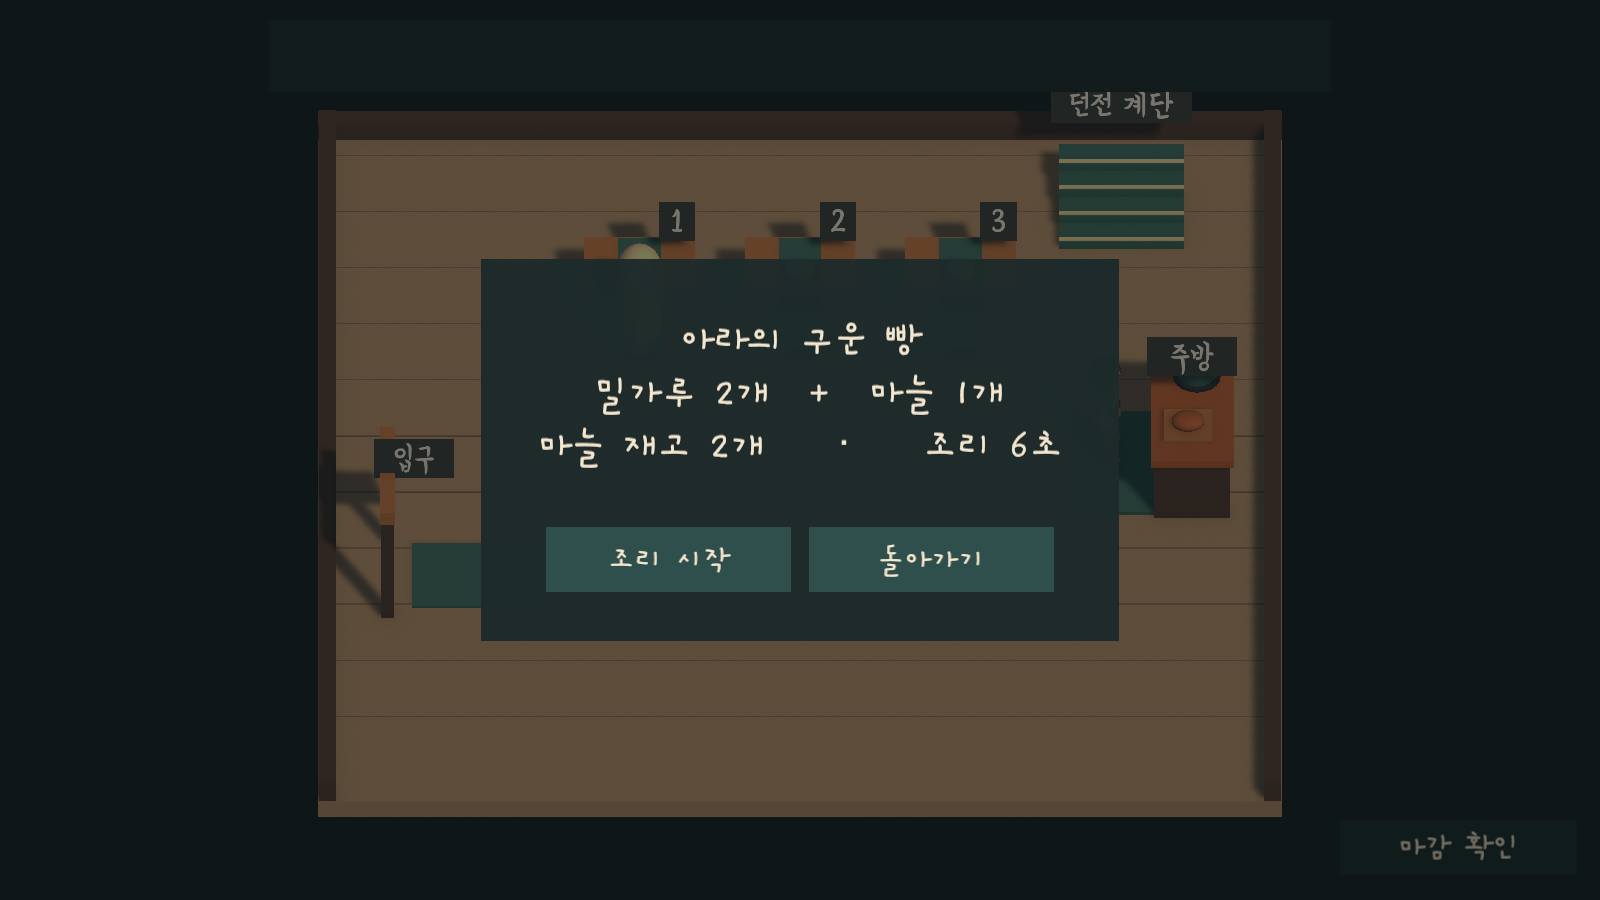 던전 계단
1
2
3
주방
입구
아라의 구운 빵
밀가루 2개 + 마늘 1개
마늘 재고 2개 · 조리 6초
조리 시작
돌아가기
마감 확인